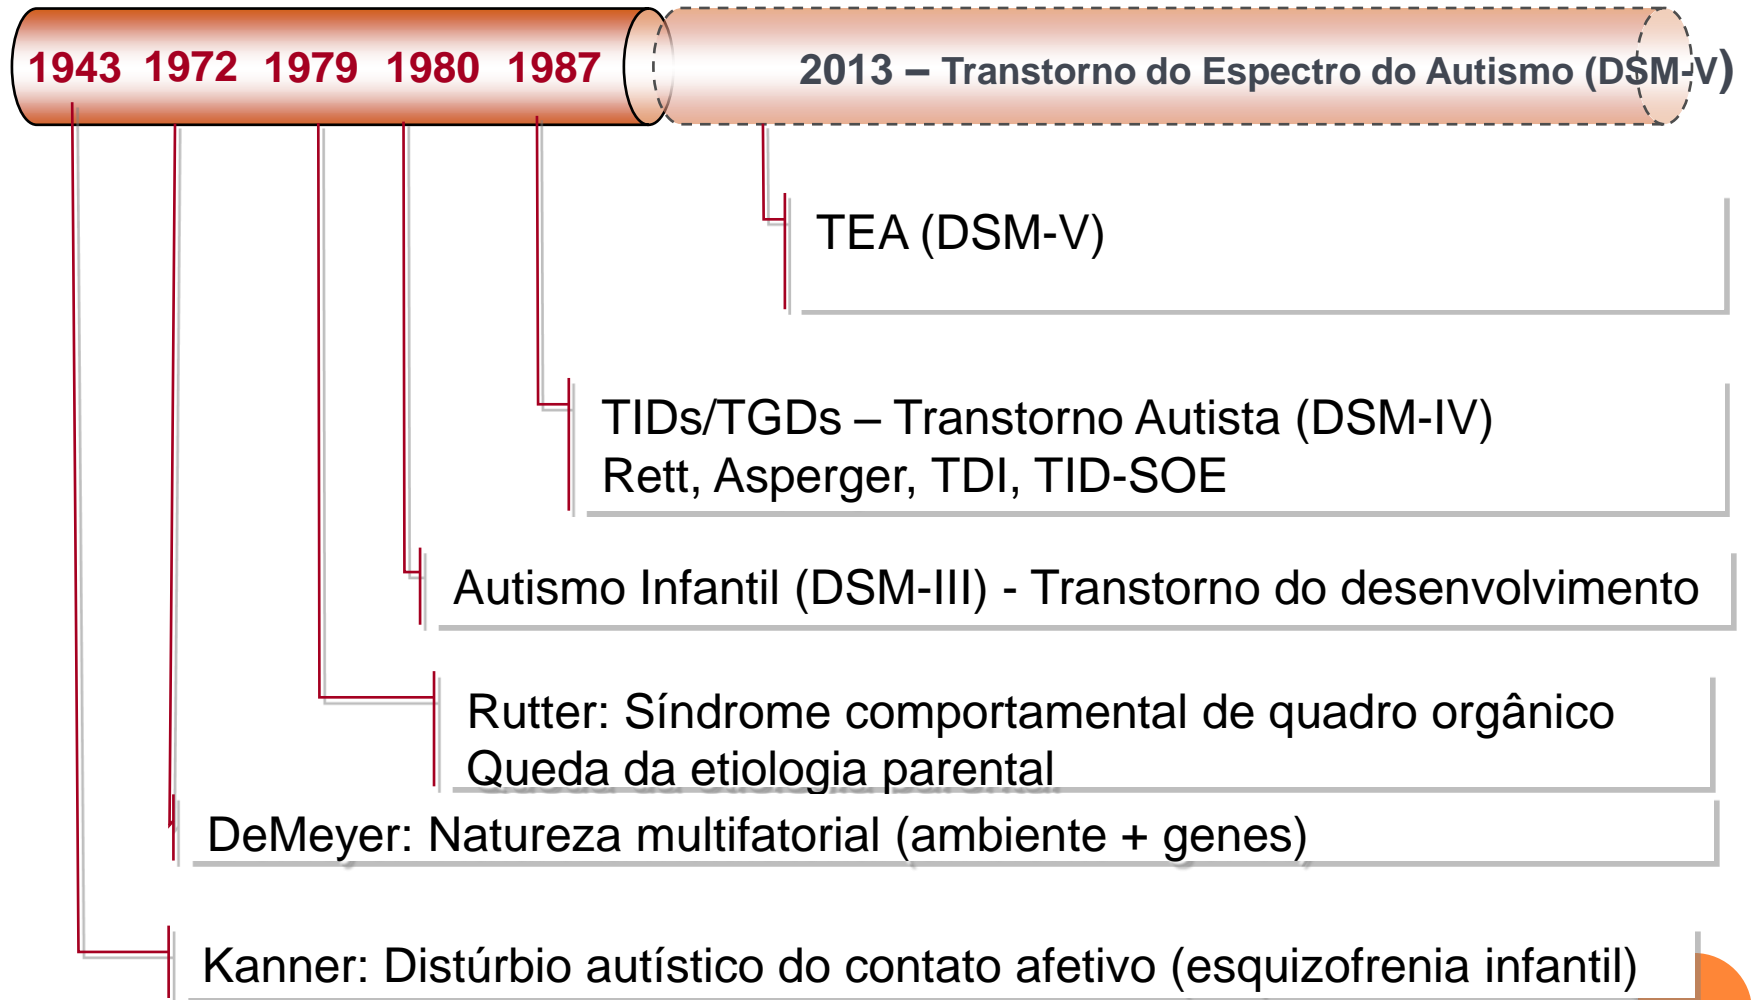 1943 1972 1979 1980 1987 2013 – Transtorno do Espectro do Autismo (DSM-V)
TEA (DSM-V)
TIDs/TGDs – Transtorno Autista (DSM-IV)
Rett, Asperger, TDI, TID-SOE
Autismo Infantil (DSM-III) - Transtorno do desenvolvimento
Rutter: Síndrome comportamental de quadro orgânico
Queda da etiologia parental
DeMeyer: Natureza multifatorial (ambiente + genes)
Kanner: Distúrbio autístico do contato afetivo (esquizofrenia infantil)